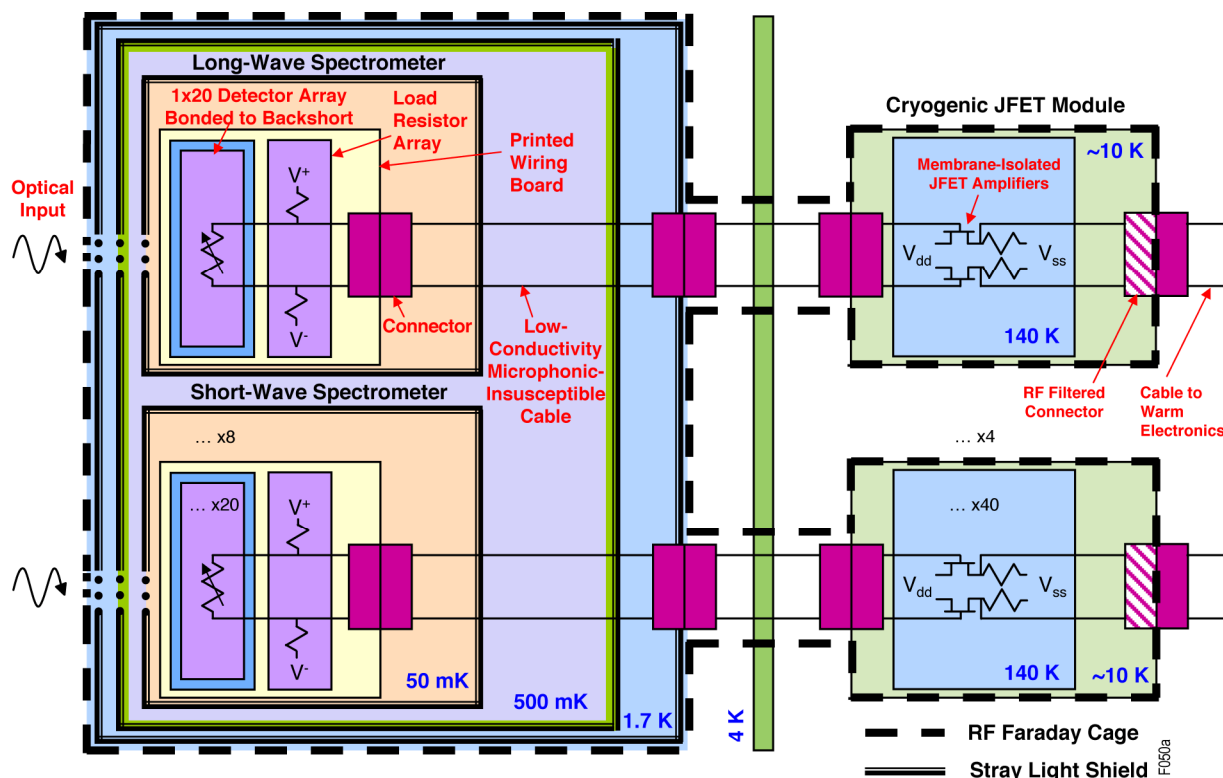 Long-Wave Spectrometer
1x20 Detector Array
Bonded to Backshort
Load
Resistor
Array
Printed
Wiring
Board
Optical
Input
V+
V-
Connector
Low-
Conductivity
Microphonic-
Insusceptible
Cable
Cryogenic JFET Module
~10 K
Membrane-Isolated
JFET Amplifiers
Vdd
Vss
140 K
RF Filtered
Connector
Cable to
Warm
Electronics
Short-Wave Spectrometer
... x8
... x20
V+
V-
50 mK
500 mK
1.7 K
4 K
... x4
... x40
Vdd
Vss
140 K
~10 K
RF Faraday Cage
Stray Light Shield
F050a